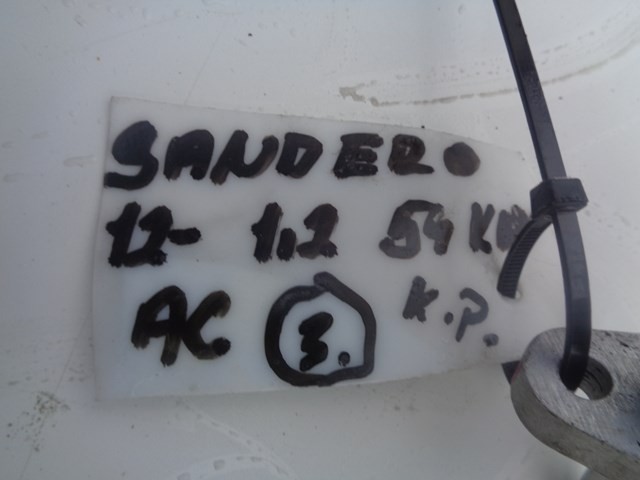 SANDERO
12- 1,2 54 KW
AC. 3. K.P.